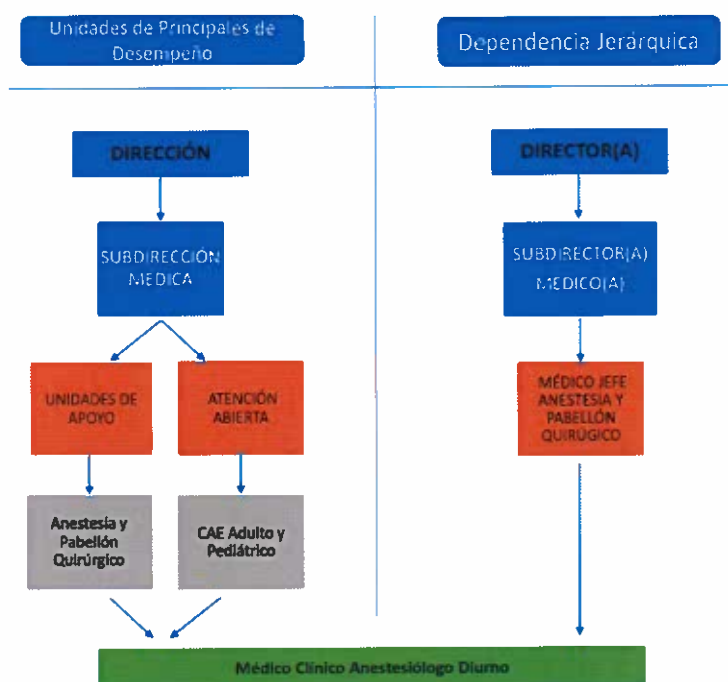 Unidades de Principales de
Desempeño
Dependencia Jerárquica
DIRECCIÓN
DIRECTOR(A)
SUBDIRECCIÓN
MEDICA
SUBDIRECTOR(A)
MEDICO(A)
UNIDADES DE
APOYO
ATENCIÓN
ABIERTA
MÉDICO JEFE
ANESTESIA Y
PABELLÓN
QUIRÚGICO
Anestesia y
Pabellón
Quirúrgico
CAE Adulto y
Pediátrico
Médico Clínico Anestesiólogo Diurno